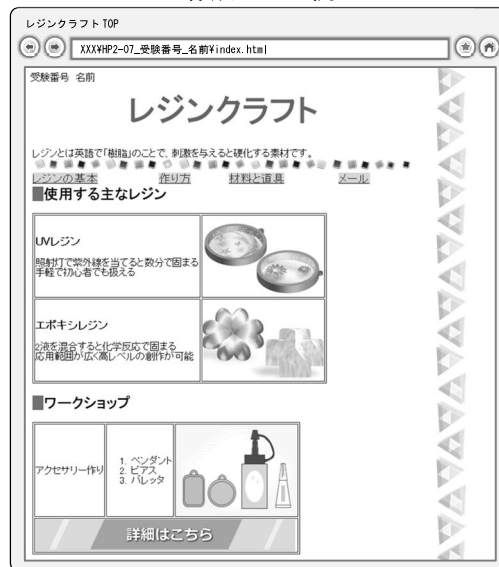 レジンクラフト TOP
XXX¥HP2-07_受験番号_名前¥index.html
受験番号 名前
レジンクラフト
レジンとは英語で「樹脂」のことで、刺激を与えると硬化する素材です。
レジンの基本 作り方 材料と道具 メール
■使用する主なレジン
UVレジン
照射灯で紫外線を当てると数分で固まる
手軽で初心者でも扱える
エポキシレジン
2液を混合すると化学反応で固まる
応用範囲が広く高レベルの創作が可能
■ワークショップ
アクセサリー作り
1. ペンダント
2. ピアス
3. バレッタ
詳細はこちら